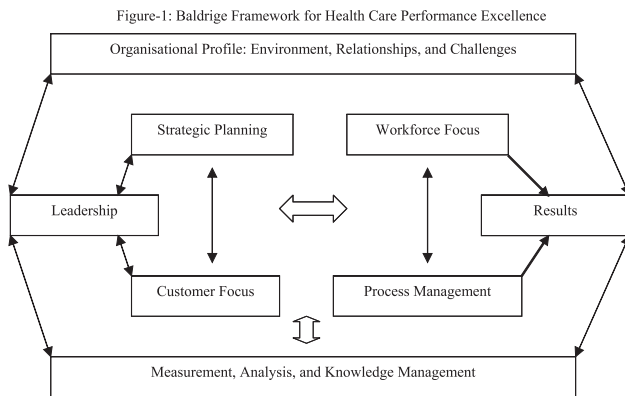 Figure-1: Baldrige Framework for Health Care Performance Excellence
Organisational Profile: Environment, Relationships, and Challenges
Strategic Planning
Workforce Focus
Leadership
Results
Customer Focus
Process Management
Measurement, Analysis, and Knowledge Management